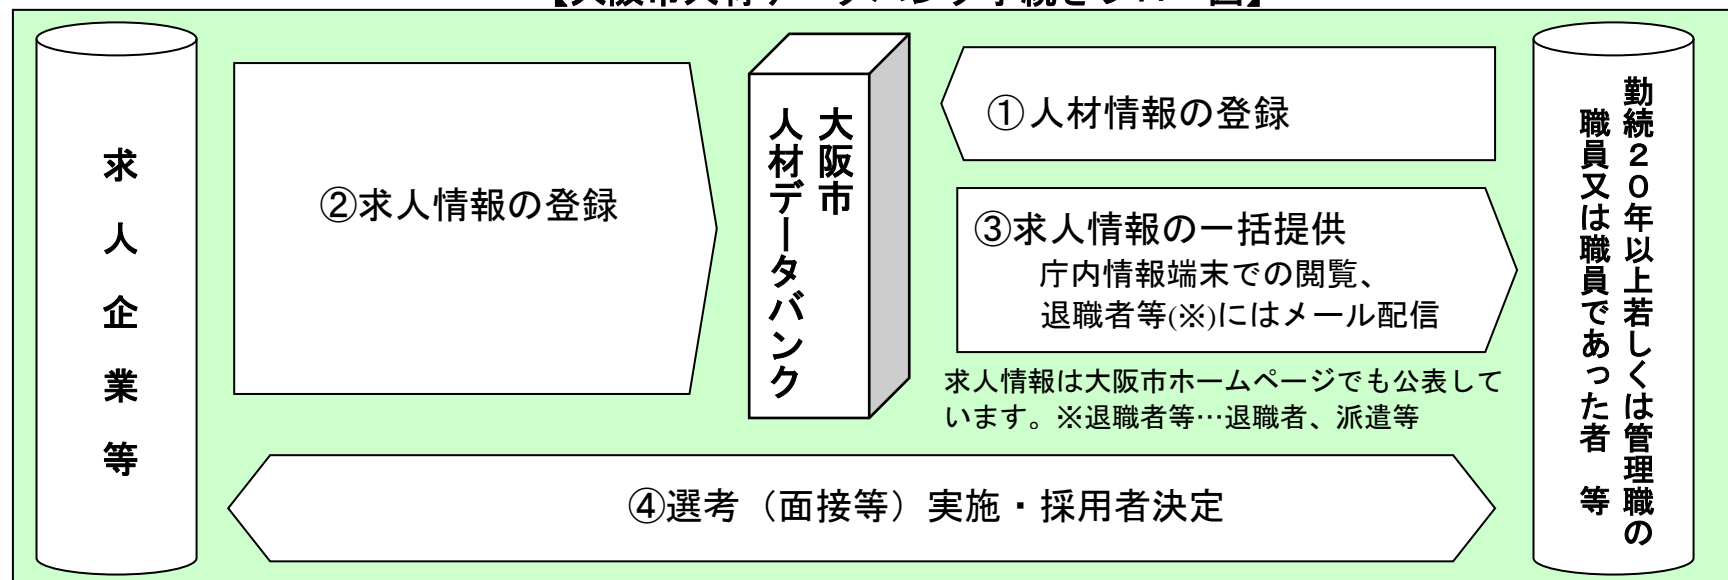 求人企業等
②求人情報の登録
大阪市
人材データバンク
①人材情報の登録
③求人情報の一括提供
庁内情報端末での閲覧、
退職者等(※)にはメール配信
求人情報は大阪市ホームページでも公表して
います。※退職者等…退職者、派遣等
④選考（面接等）実施・採用者決定
勤続２０年以上若しくは管理職の
職員又は職員であった者　等